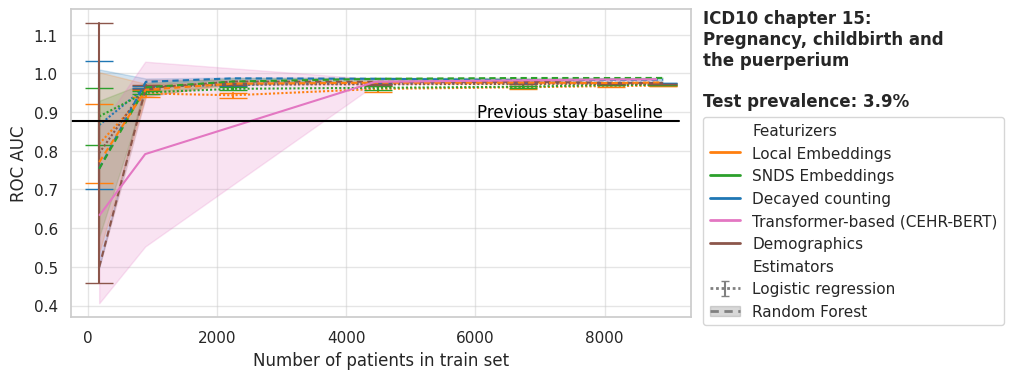 ROC AUC
1.1
1.0
0.9
0.8
0.7
0.6
0.5
0.4
0
2000
4000
6000
8000
Number of patients in train set
Previous stay baseline
ICD10 chapter 15:
Pregnancy, childbirth and
the puerperium
Test prevalence: 3.9%
Featurizers
Local Embeddings
SNDS Embeddings
Decayed counting
Transformer-based (CEHR-BERT)
Demographics
Estimators
Logistic regression
Random Forest